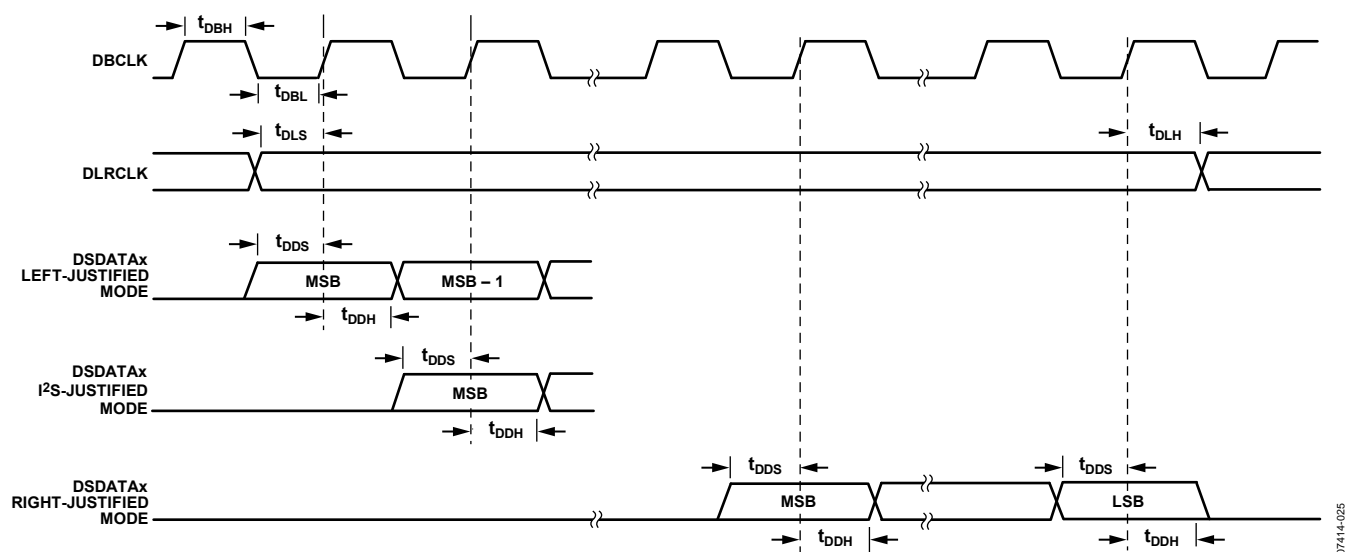 tDBH
DBCLK
tDBL
tDLS
tDLH
DLRCLK
tDDS
DSDATAx
LEFT-JUSTIFIED
MODE
MSB
MSB – 1
tDDH
tDDS
DSDATAx
I²S-JUSTIFIED
MODE
MSB
tDDH
tDDS
tDDS
DSDATAx
RIGHT-JUSTIFIED
MODE
MSB
LSB
tDDH
tDDH
07414-025